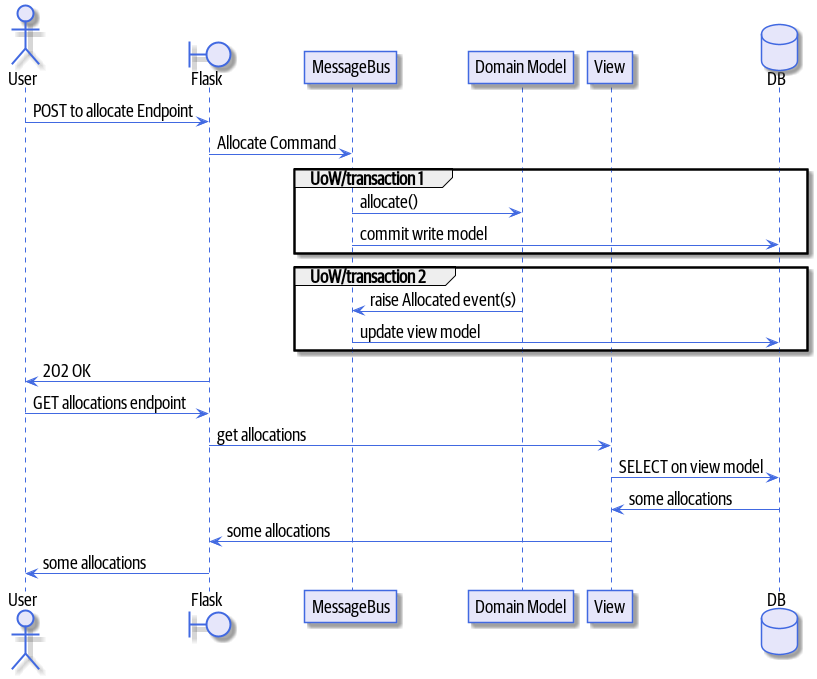 User
Flask
MessageBus
Domain Model
View
DB
POST to allocate Endpoint
Allocate Command
UoW/transaction 1
allocate()
commit write model
UoW/transaction 2
raise Allocated event(s)
update view model
202 OK
GET allocations endpoint
get allocations
SELECT on view model
some allocations
some allocations
some allocations
User
Flask
MessageBus
Domain Model
View
DB